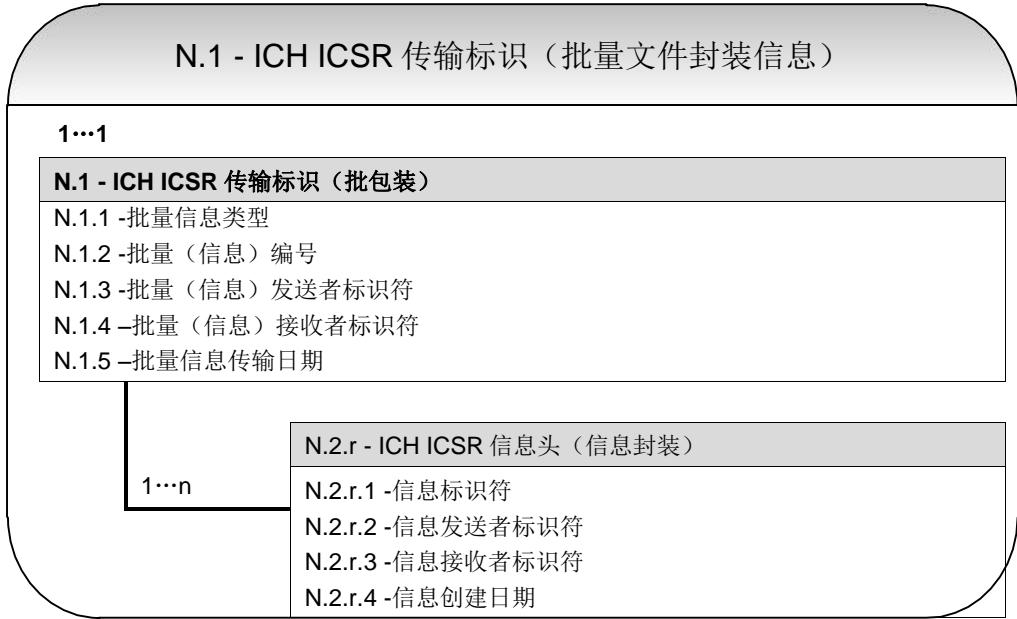 N.1 - ICH ICSR 传输标识（批量文件封装信息）
1…1
N.1 - ICH ICSR 传输标识（批包装）
N.1.1 -批量信息类型
N.1.2 -批量（信息）编号
N.1.3 -批量（信息）发送者标识符
N.1.4 –批量（信息）接收者标识符
N.1.5 –批量信息传输日期
1…n
N.2.r - ICH ICSR 信息头（信息封装）
N.2.r.1 -信息标识符
N.2.r.2 -信息发送者标识符
N.2.r.3 -信息接收者标识符
N.2.r.4 -信息创建日期